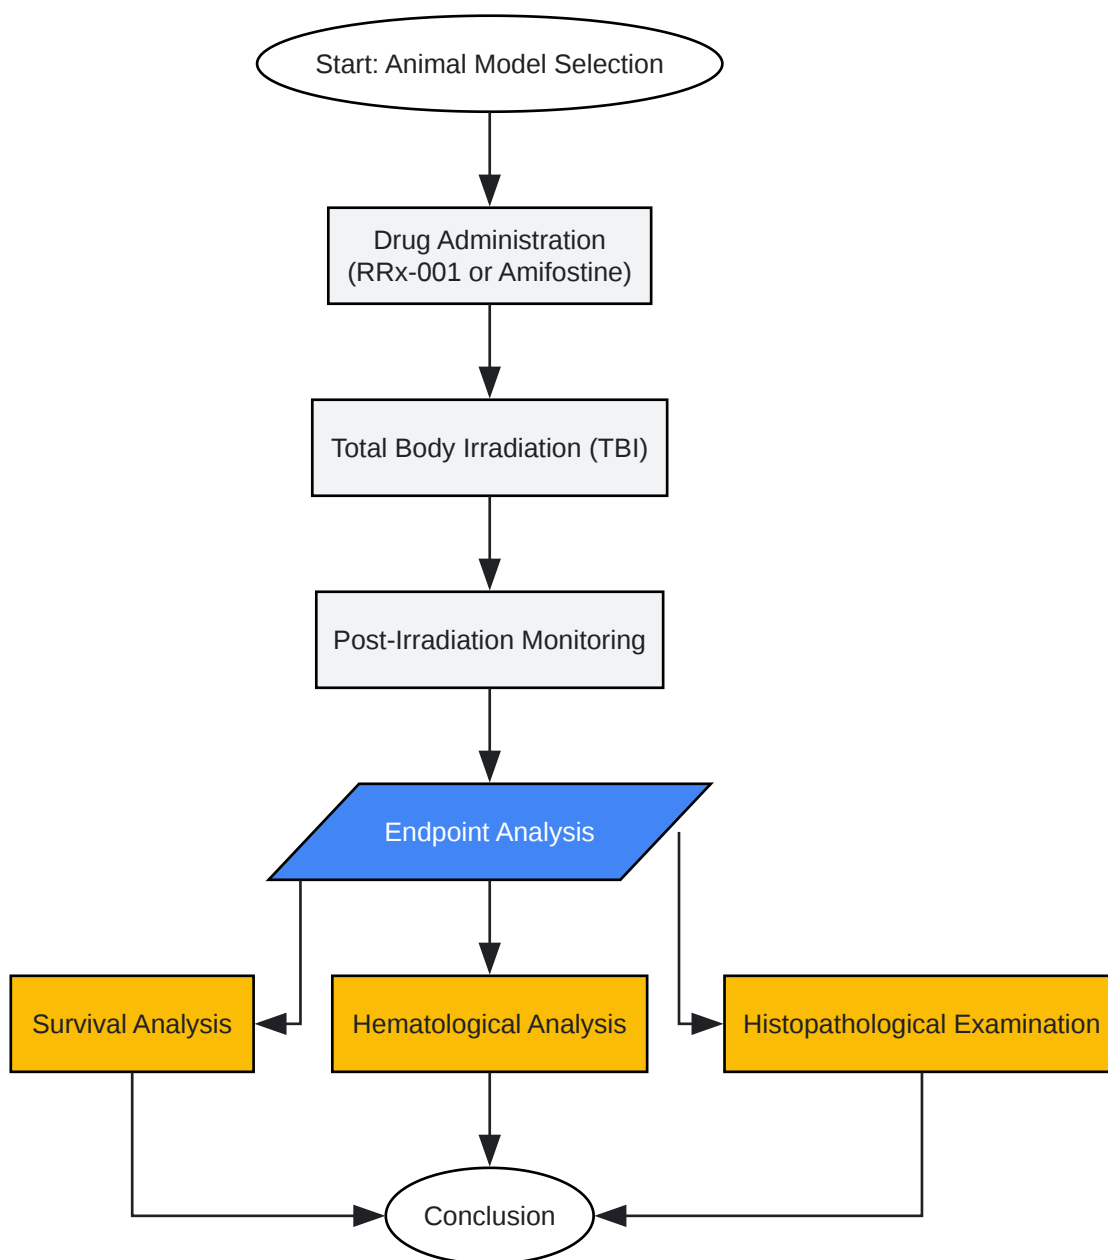 Start: Animal Model Selection
Drug Administration
(RRx-001 or Amifostine)
Total Body Irradiation (TBI)
Post-Irradiation Monitoring
Endpoint Analysis
Survival Analysis
Hematological Analysis
Histopathological Examination
Conclusion